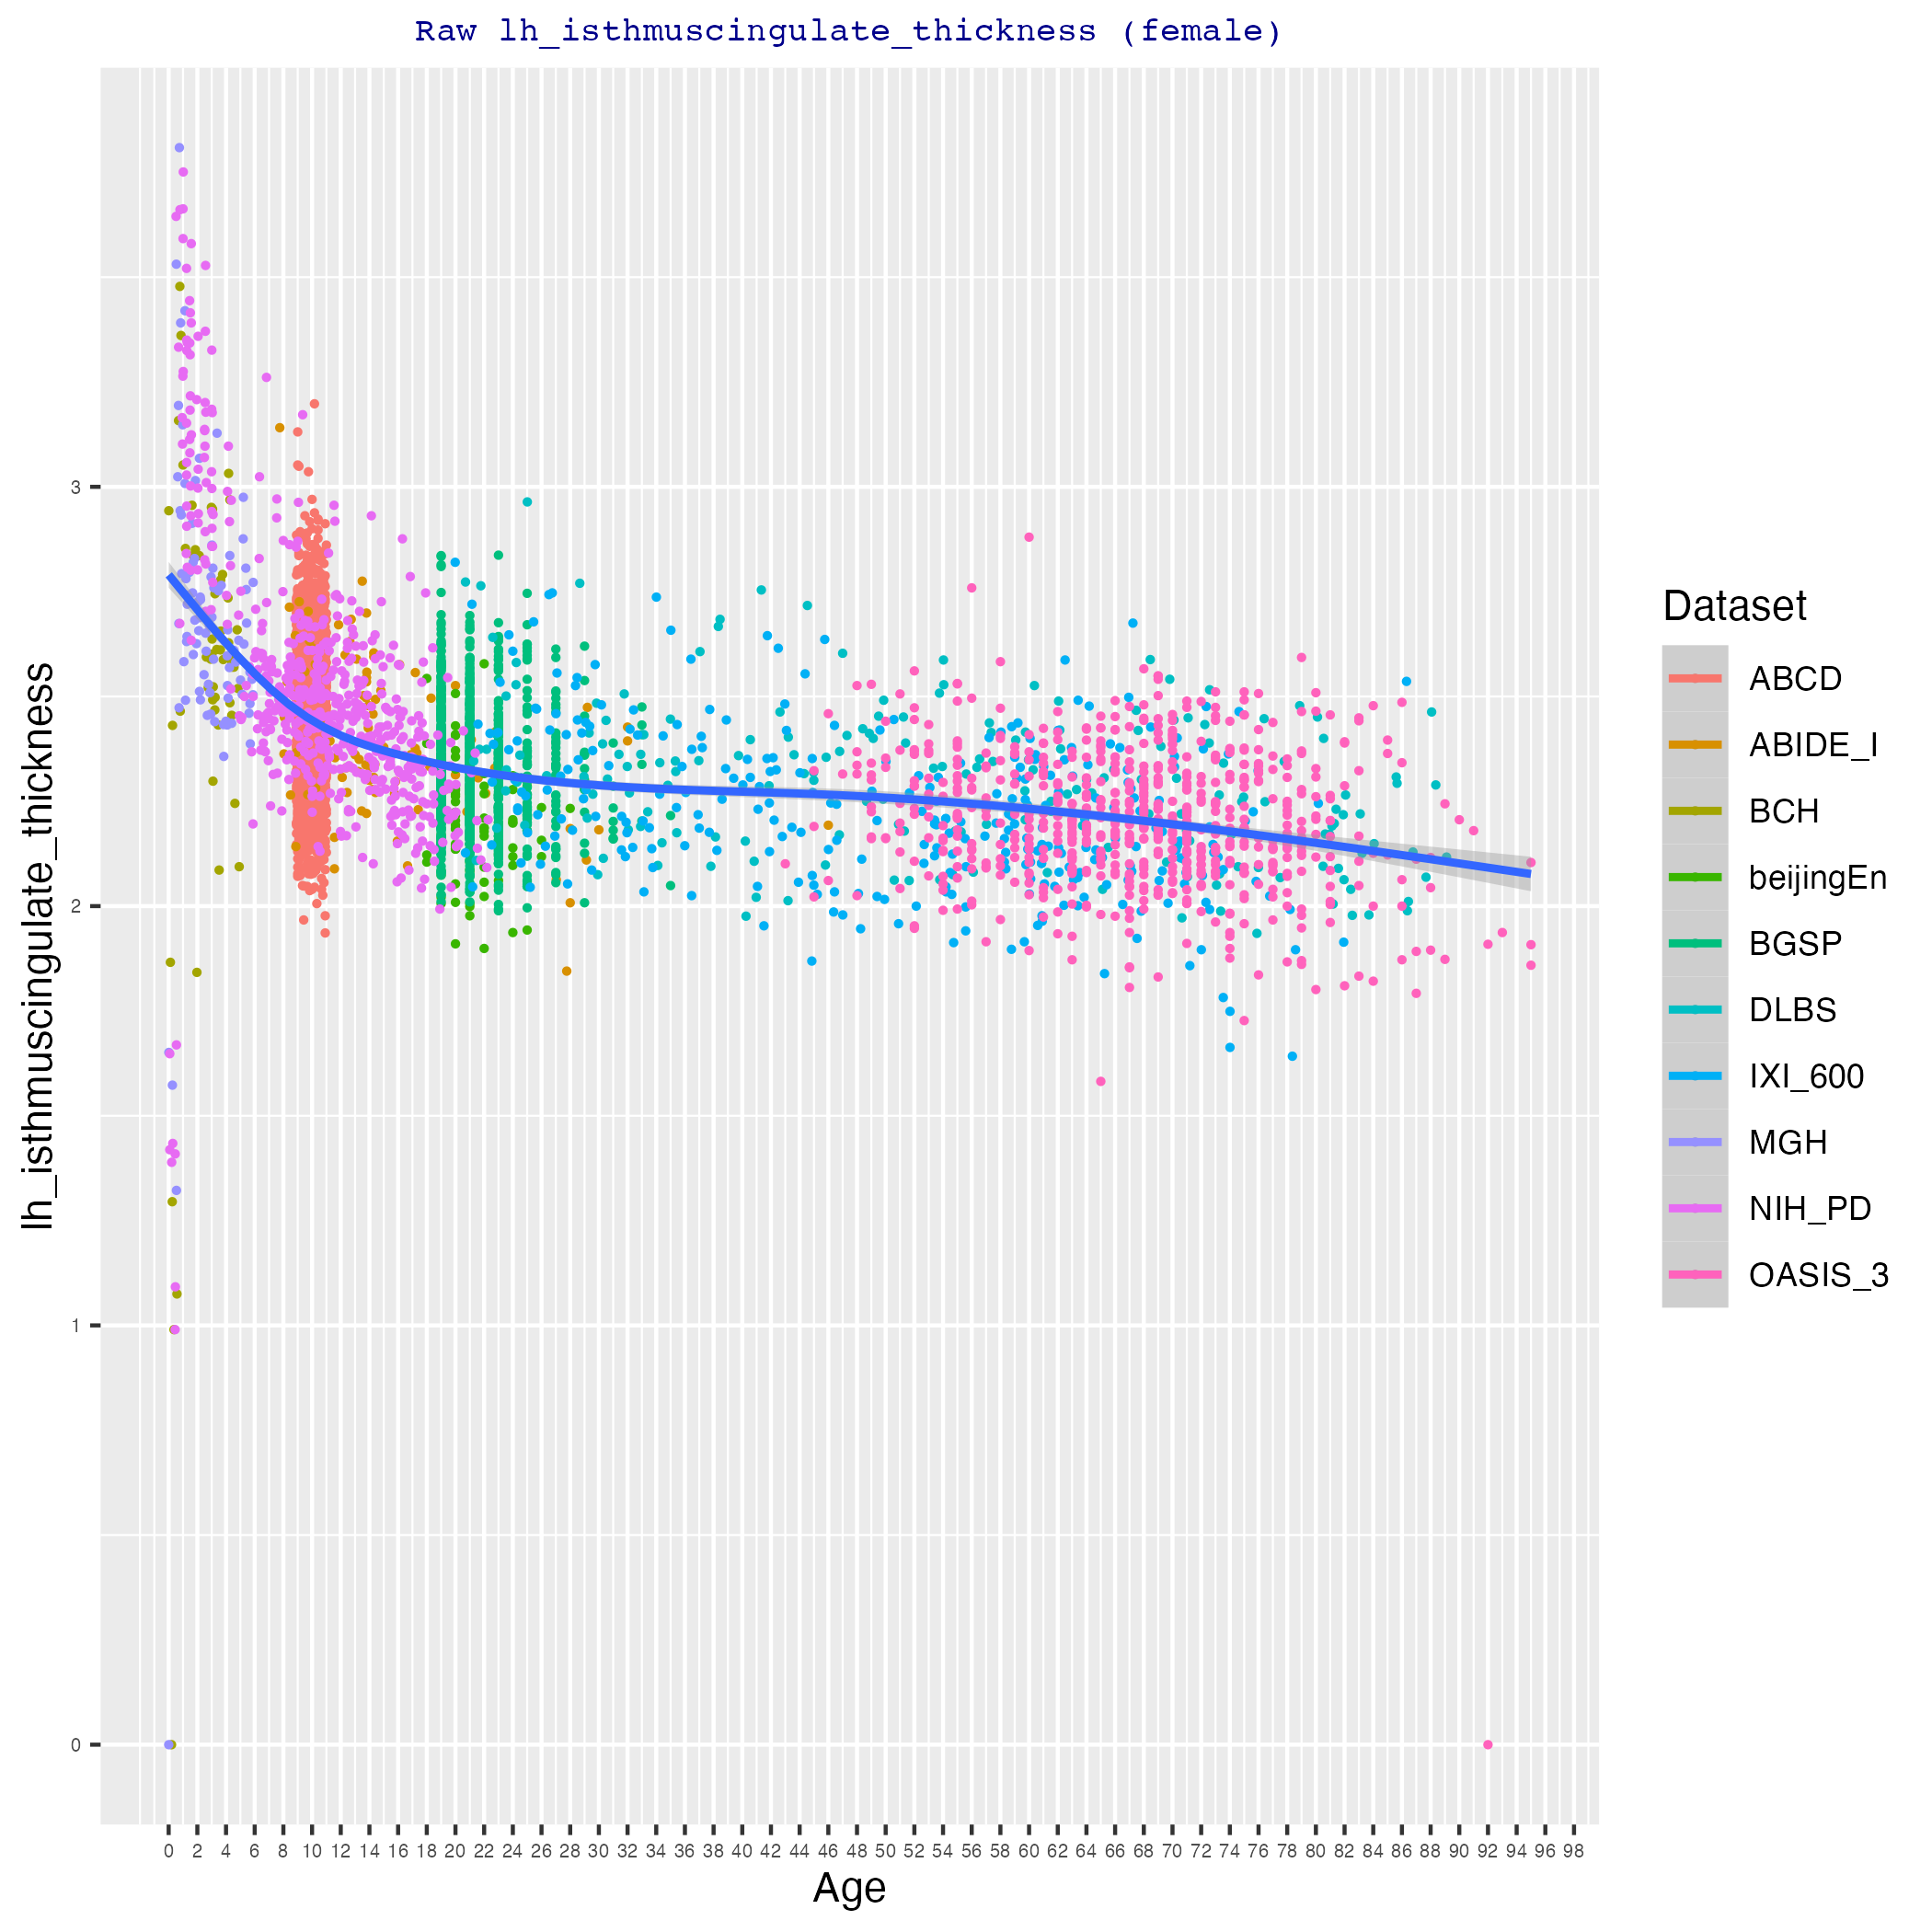 Raw lh_isthmuscingulate_thickness (female)
lh_isthmuscingulate_thickness
3
2
1
0
0 2 4 6 8 10 12 14 16 18 20 22 24 26 28 30 32 34 36 38 40 42 44 46 48 50 52 54 56 58 60 62 64 66 68 70 72 74 76 78 80 82 84 86 88 90 92 94 96 98
Age
Dataset
ABCD
ABIDE_I
BCH
beijingEn
BGSP
DLBS
IXI_600
MGH
NIH_PD
OASIS_3